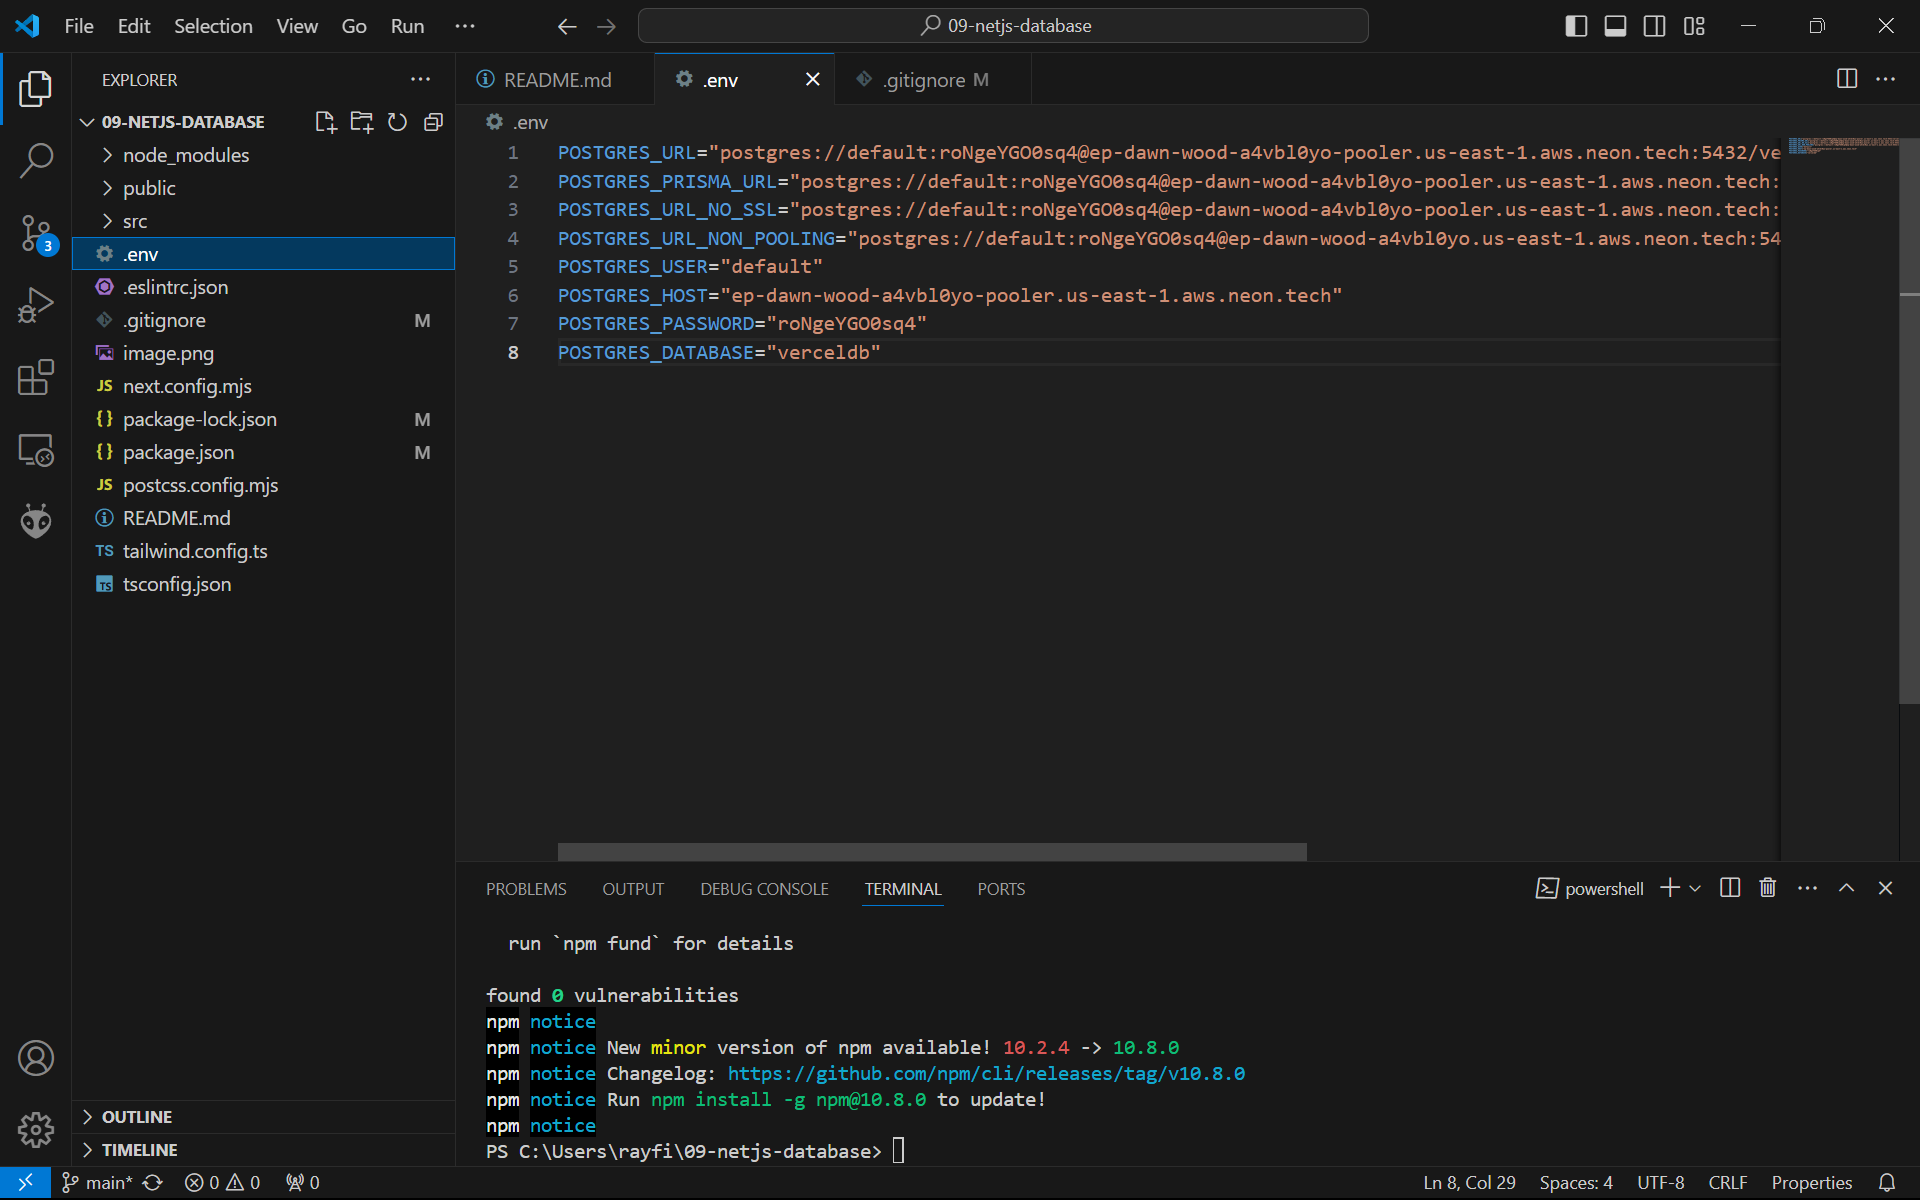 File Edit Selection View Go Run ··· 09-netjs-database
EXPLORER ···
09-NETJS-DATABASE
node_modules
public
src
.env
.eslintrc.json
.gitignore M
image.png
JS next.config.mjs
{} package-lock.json M
{} package.json M
JS postcss.config.mjs
README.md
TS tailwind.config.ts
TS tsconfig.json
OUTLINE
TIMELINE
3
README.md .env .gitignore M
.env
1 POSTGRES_URL="postgres://default:roNgeYGO0sq4@ep-dawn-wood-a4vbl0yo-pooler.us-east-1.aws.neon.tech:5432/ve
2 POSTGRES_PRISMA_URL="postgres://default:roNgeYGO0sq4@ep-dawn-wood-a4vbl0yo-pooler.us-east-1.aws.neon.tech:
3 POSTGRES_URL_NO_SSL="postgres://default:roNgeYGO0sq4@ep-dawn-wood-a4vbl0yo-pooler.us-east-1.aws.neon.tech:
4 POSTGRES_URL_NON_POOLING="postgres://default:roNgeYGO0sq4@ep-dawn-wood-a4vbl0yo.us-east-1.aws.neon.tech:54
5 POSTGRES_USER="default"
6 POSTGRES_HOST="ep-dawn-wood-a4vbl0yo-pooler.us-east-1.aws.neon.tech"
7 POSTGRES_PASSWORD="roNgeYGO0sq4"
8 POSTGRES_DATABASE="verceldb"
PROBLEMS OUTPUT DEBUG CONSOLE TERMINAL PORTS powershell
run `npm fund` for details
found 0 vulnerabilities
npm notice
npm notice New minor version of npm available! 10.2.4 -> 10.8.0
npm notice Changelog: https://github.com/npm/cli/releases/tag/v10.8.0
npm notice Run npm install -g npm@10.8.0 to update!
npm notice
PS C:\Users\rayfi\09-netjs-database>
main* 0 0 0 Ln 8, Col 29 Spaces: 4 UTF-8 CRLF Properties